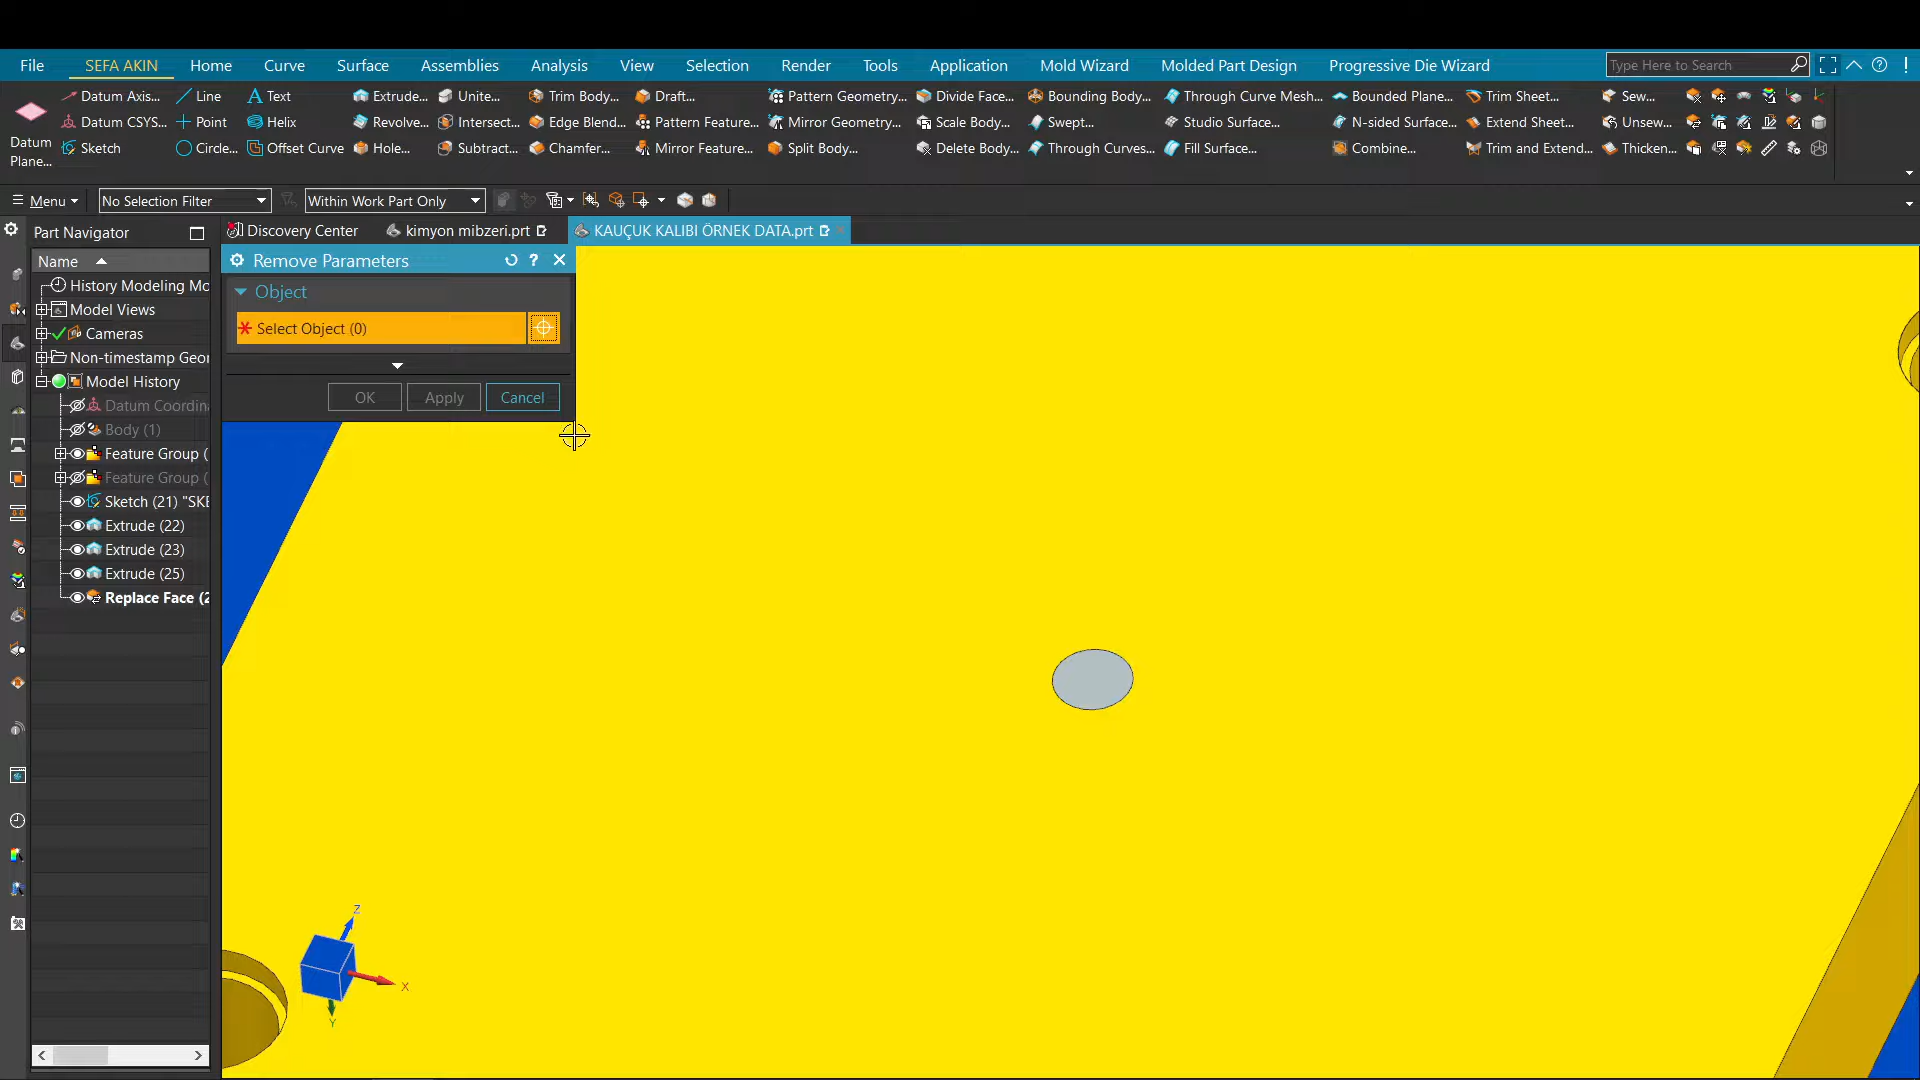 File SEFA AKIN Home Curve Surface Assemblies Analysis View Selection Render Tools Application Mold Wizard Molded Part Design Progressive Die Wizard Type Here to Search
Datum Axis... Line Text Extrude... Unite... Trim Body... Draft... Pattern Geometry... Divide Face... Bounding Body... Through Curve Mesh... Bounded Plane... Trim Sheet... Sew...
Datum CSYS... Point Helix Revolve... Intersect... Edge Blend... Pattern Feature... Mirror Geometry... Scale Body... Swept... Studio Surface... N-sided Surface... Extend Sheet... Unsew...
Datum Plane... Sketch Circle... Offset Curve Hole... Subtract... Chamfer... Mirror Feature... Split Body... Delete Body... Through Curves... Fill Surface... Combine... Trim and Extend... Thicken...
Menu No Selection Filter Within Work Part Only
Part Navigator Discovery Center kimyon mibzeri.prt KAUÇUK KALIBI ÖRNEK DATA.prt
Name
Remove Parameters
History Modeling Mo
Object
Model Views
Select Object (0)
Cameras
Non-timestamp Geor
Model History
OK Apply Cancel
Datum Coordin
Body (1)
Feature Group (
Feature Group (
Sketch (21) "SKE
Extrude (22)
Extrude (23)
Extrude (25)
Replace Face (2
Z
X
Y